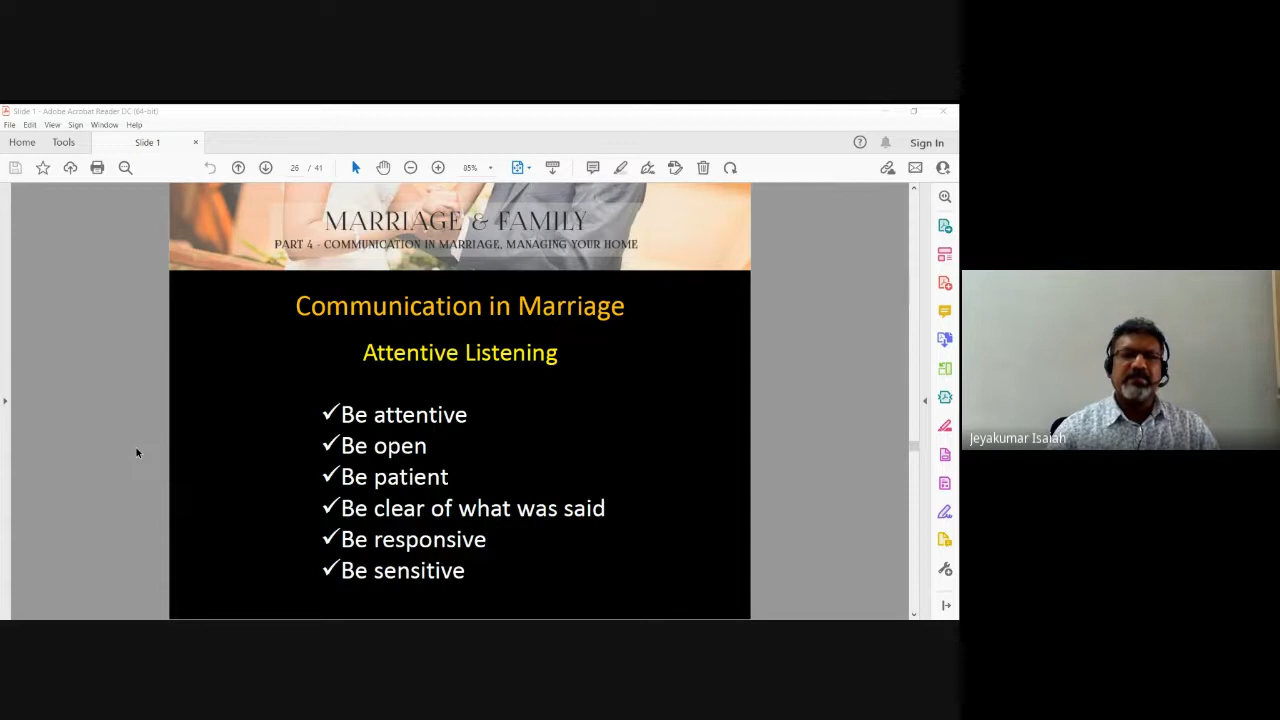 Slide 1 - Adobe Acrobat Reader DC (64-bit)
File Edit View Sign Window Help
Home Tools Slide 1 × Sign In
26 / 41 85%
MARRIAGE & FAMILY
PART 4 - COMMUNICATION IN MARRIAGE, MANAGING YOUR HOME
Communication in Marriage
Attentive Listening
✓Be attentive
✓Be open
✓Be patient
✓Be clear of what was said
✓Be responsive
✓Be sensitive
Jeyakumar Isaiah